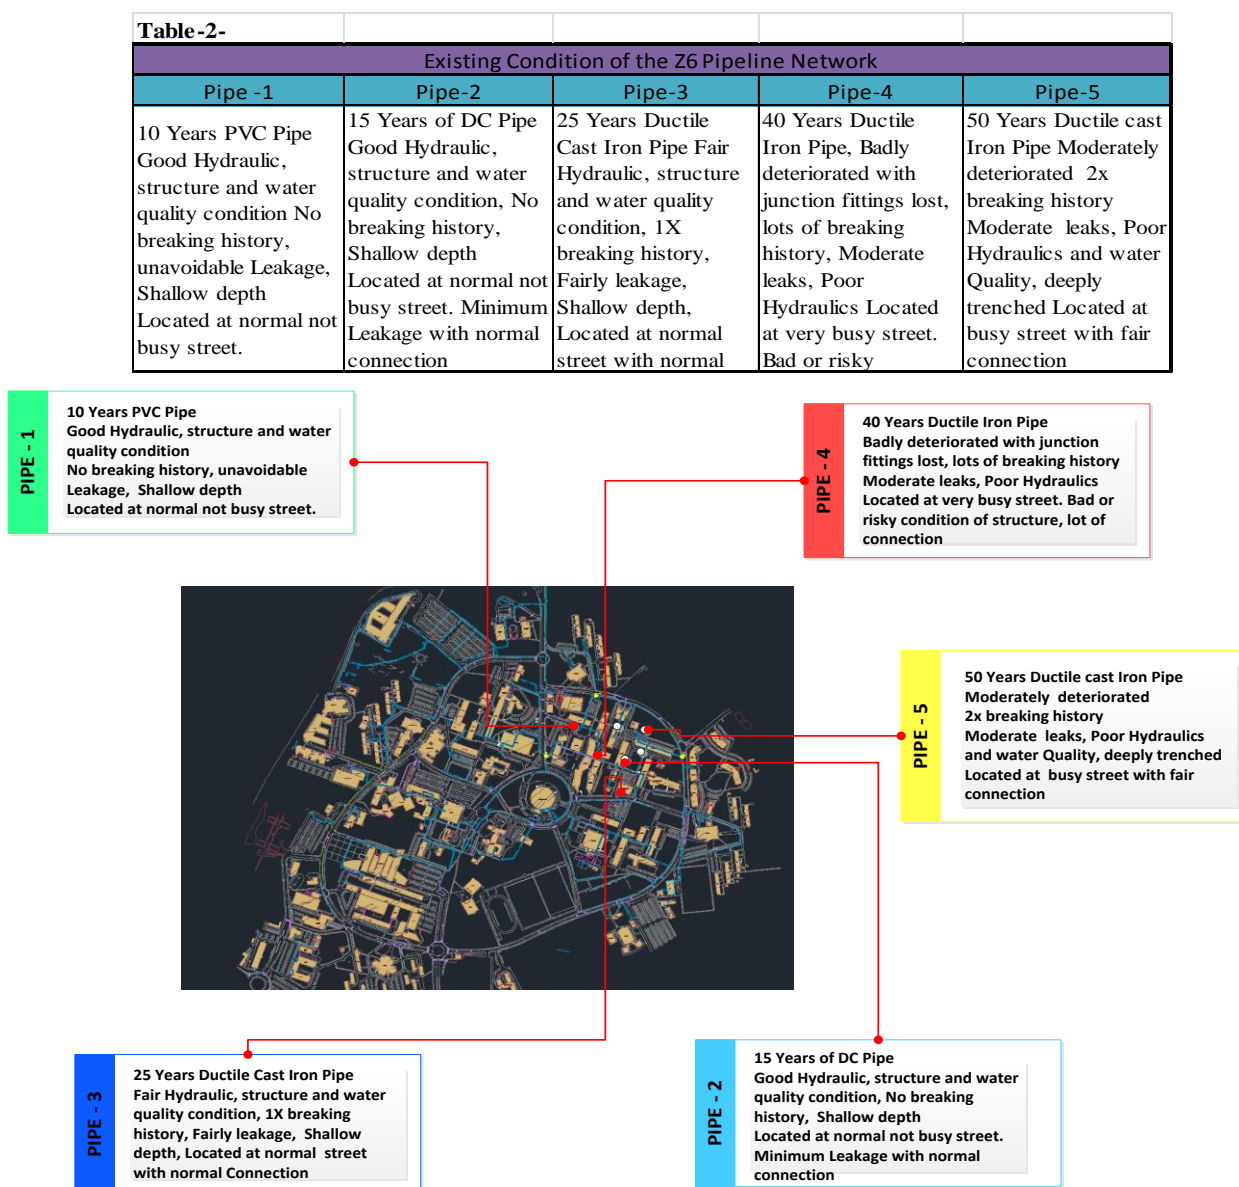 Table-2-
Existing Condition of the Z6 Pipeline Network
Pipe -1
Pipe-2
Pipe-3
Pipe-4
Pipe-5
10 Years PVC Pipe
Good Hydraulic,
structure and water
quality condition No
breaking history,
unavoidable Leakage,
Shallow depth
Located at normal not
busy street.
15 Years of DC Pipe
Good Hydraulic,
structure and water
quality condition, No
breaking history,
Shallow depth
Located at normal not
busy street. Minimum
Leakage with normal
connection
25 Years Ductile
Cast Iron Pipe Fair
Hydraulic, structure
and water quality
condition, 1X
breaking history,
Fairly leakage,
Shallow depth,
Located at normal
street with normal
40 Years Ductile
Iron Pipe, Badly
deteriorated with
junction fittings lost,
lots of breaking
history, Moderate
leaks, Poor
Hydraulics Located
at very busy street.
Bad or risky
50 Years Ductile cast
Iron Pipe Moderately
deteriorated 2x
breaking history
Moderate leaks, Poor
Hydraulics and water
Quality, deeply
trenched Located at
busy street with fair
connection
PIPE - 1
10 Years PVC Pipe
Good Hydraulic, structure and water
quality condition
No breaking history, unavoidable
Leakage, Shallow depth
Located at normal not busy street.
PIPE - 4
40 Years Ductile Iron Pipe
Badly deteriorated with junction
fittings lost, lots of breaking history
Moderate leaks, Poor Hydraulics
Located at very busy street. Bad or
risky condition of structure, lot of
connection
PIPE - 5
50 Years Ductile cast Iron Pipe
Moderately deteriorated
2x breaking history
Moderate leaks, Poor Hydraulics
and water Quality, deeply trenched
Located at busy street with fair
connection
PIPE - 3
25 Years Ductile Cast Iron Pipe
Fair Hydraulic, structure and water
quality condition, 1X breaking
history, Fairly leakage, Shallow
depth, Located at normal street
with normal Connection
PIPE - 2
15 Years of DC Pipe
Good Hydraulic, structure and water
quality condition, No breaking
history, Shallow depth
Located at normal not busy street.
Minimum Leakage with normal
connection